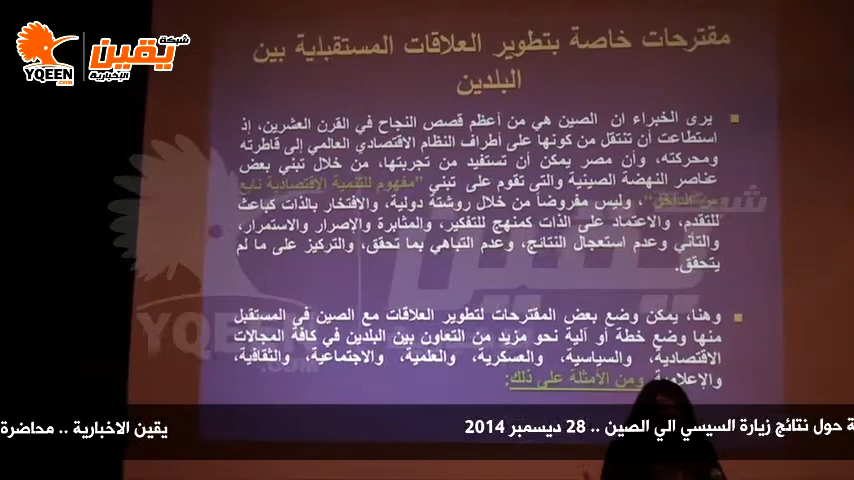 شبكة
يقين
الإخبارية
YQEEN
.COM
مقترحات خاصة بتطوير العلاقات المستقبلية بين
البلدين
يرى الخبراء ان الصين هي من أعظم قصص النجاح في القرن العشرين، إذ
استطاعت أن تنتقل من كونها على أطراف النظام الاقتصادي العالمي إلى قاطرته
ومحركته، وأن مصر يمكن أن تستفيد من تجربتها، من خلال تبني بعض
عناصر النهضة الصينية والتي تقوم على تبني "مفهوم للتنمية الاقتصادية نابع
من الداخل"، وليس مفروضاً من خلال روشتة دولية، والافتخار بالذات كباعث
للتقدم، والاعتماد على الذات كمنهج للتفكير، والمثابرة والإصرار والاستمرار،
والتأني وعدم استعجال النتائج، وعدم التباهي بما تحقق، والتركيز على ما لم
يتحقق.
وهنا، يمكن وضع بعض المقترحات لتطوير العلاقات مع الصين في المستقبل
منها وضع خطة أو آلية نحو مزيد من التعاون بين البلدين في كافة المجالات
الاقتصادية، والسياسية، والعسكرية، والعلمية، والاجتماعية، والثقافية،
والإعلامية. ومن الأمثلة على ذلك:
شبكة
يقين
YQEEN
.COM
ة حول نتائج زيارة السيسي الي الصين .. 28 ديسمبر 2014
يقين الاخبارية .. محاضرة